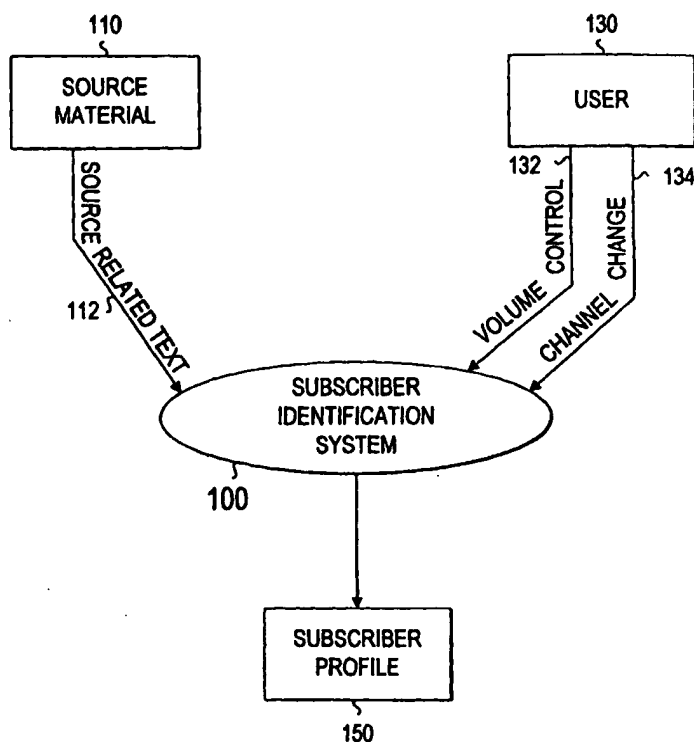 110
SOURCE
MATERIAL
130
USER
132
134
SOURCE RELATED TEXT
112
VOLUME CONTROL
CHANNEL CHANGE
SUBSCRIBER
IDENTIFICATION
SYSTEM
100
SUBSCRIBER
PROFILE
150